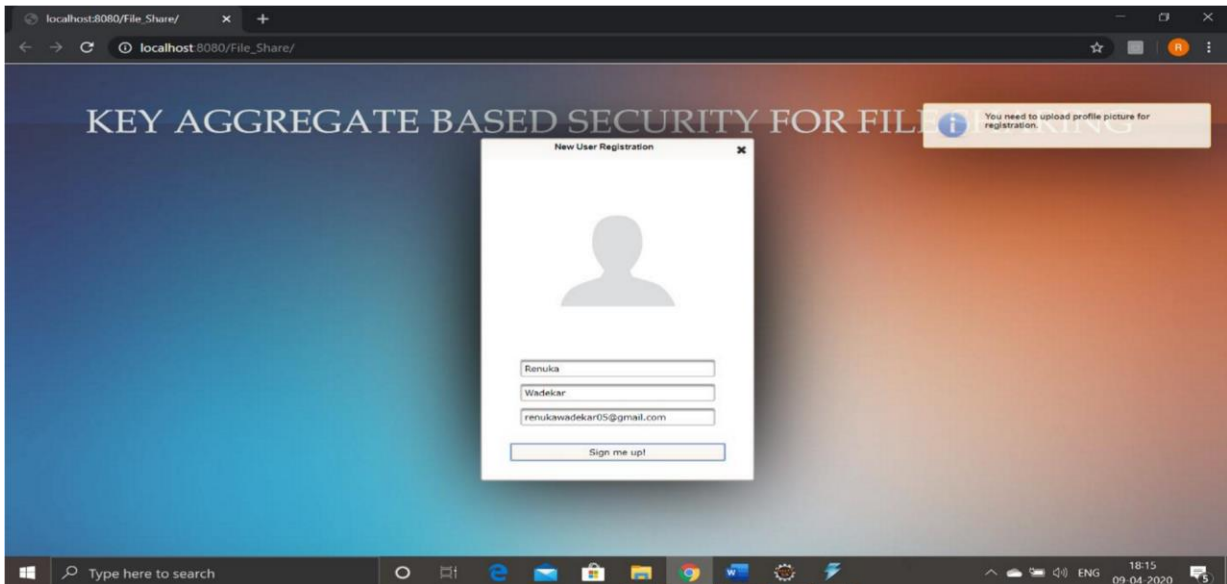 localhost:8080/File_Share/
localhost:8080/File_Share/
R
KEY AGGREGATE BASED SECURITY FOR FILE SHARING
You need to upload profile picture for
registration.
New User Registration
Renuka
Wadekar
renukawadekar05@gmail.com
Sign me up!
Type here to search
ENG
18:15
09-04-2020